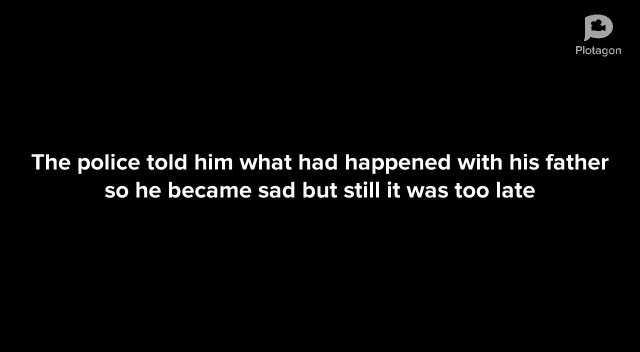 Plotagon
The police told him what had happened with his father
so he became sad but still it was too late